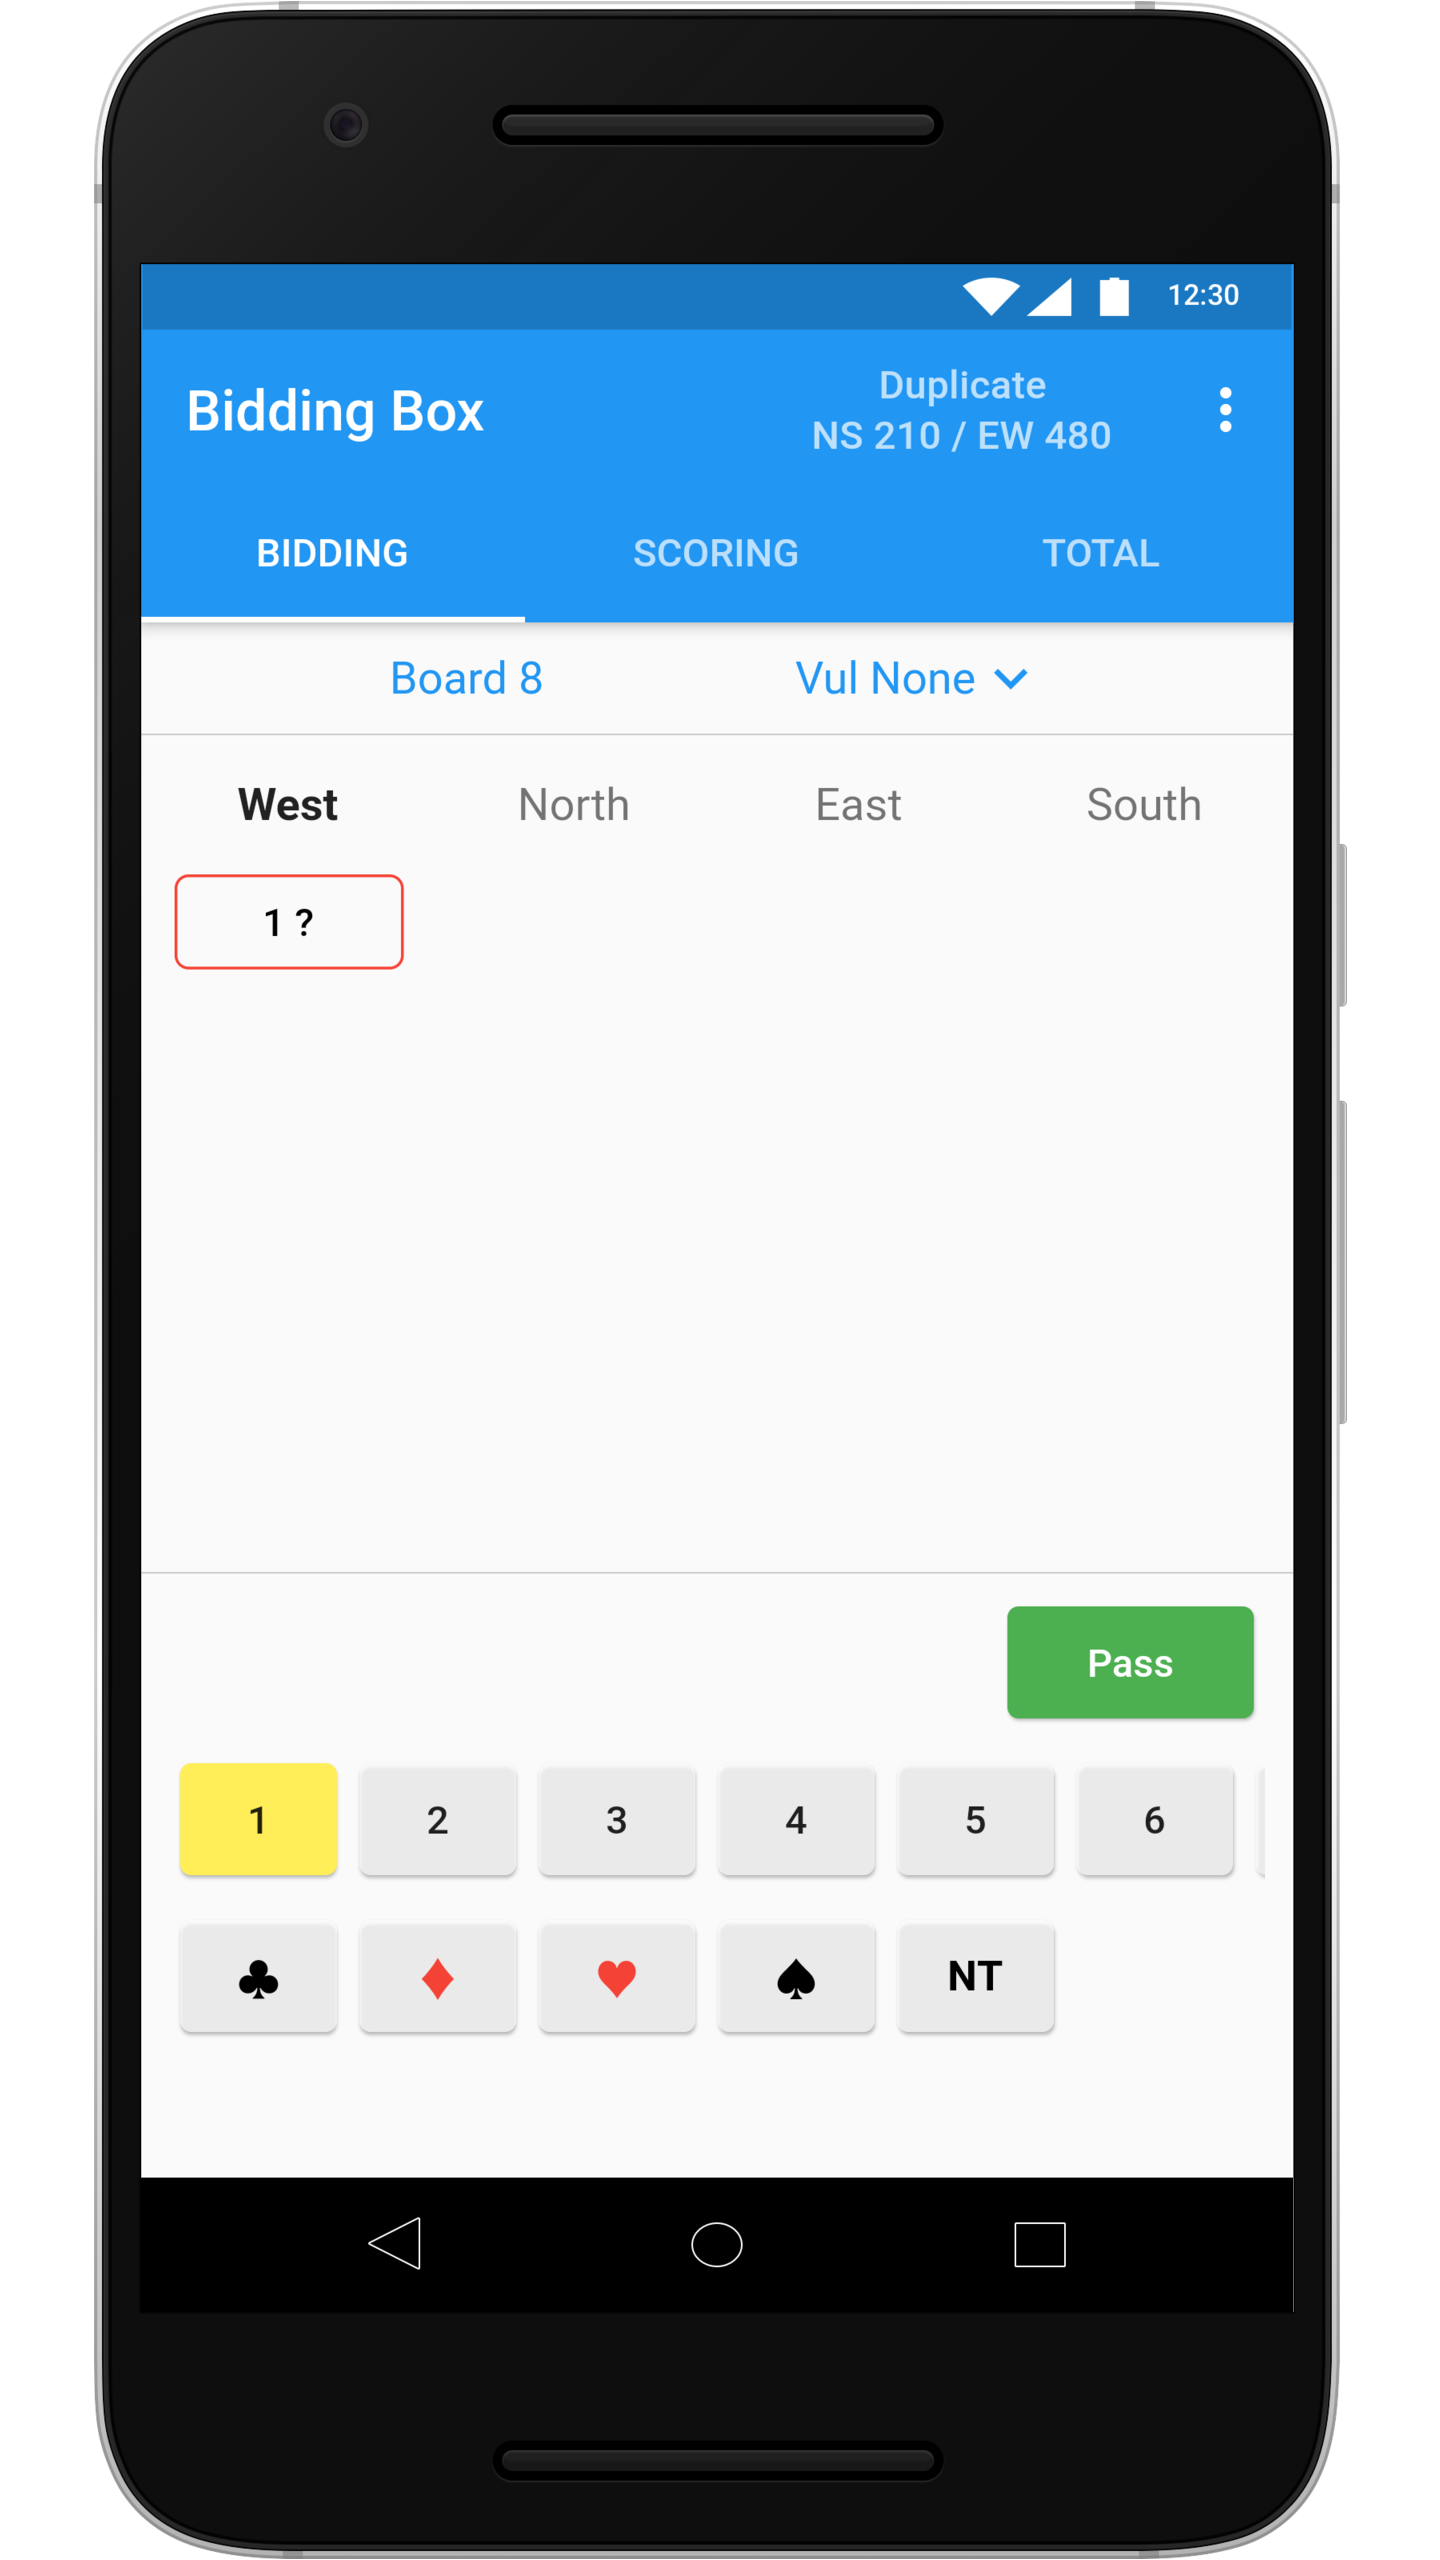 12:30
Bidding Box
Duplicate
NS 210 / EW 480
BIDDING SCORING TOTAL
Board 8 Vul None
West North East South
1 ?
Pass
1 2 3 4 5 6
♣ ♦ ♥ ♠ NT